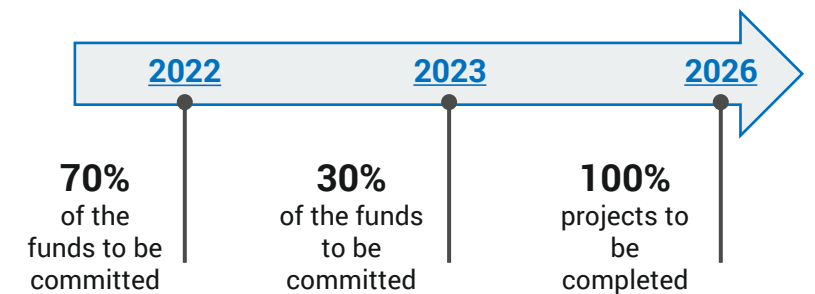 2022
2023
2026
70%
of the
funds to be
committed
30%
of the funds
to be
committed
100%
projects to
be
completed